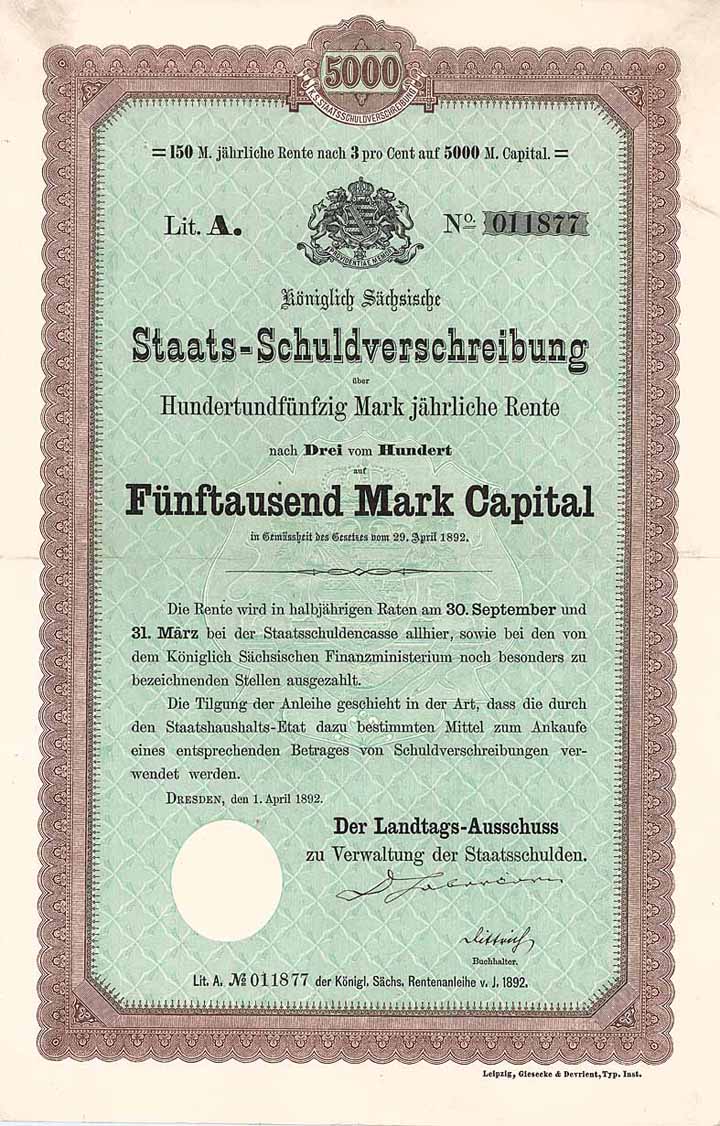 5000
K. S. STAATSSCHULDVERSCHREIBUNG
= 150 M. jährliche Rente nach 3 pro Cent auf 5000 M. Capital. =
Lit. A. No. 011877
PROVIDENTIAE MEMOR
Königlich Sächsische
Staats-Schuldverschreibung
über
Hundertundfünfzig Mark jährliche Rente
nach Drei vom Hundert
auf
Fünftausend Mark Capital
in Gemässheit des Gesetzes vom 29. April 1892.
Die Rente wird in halbjährigen Raten am 30. September und
31. März bei der Staatsschuldencasse allhier, sowie bei den von
dem Königlich Sächsischen Finanzministerium noch besonders zu
bezeichnenden Stellen ausgezahlt.
Die Tilgung der Anleihe geschieht in der Art, dass die durch
den Staatshaushalts-Etat dazu bestimmten Mittel zum Ankaufe
eines entsprechenden Betrages von Schuldverschreibungen ver-
wendet werden.
DRESDEN, den 1. April 1892.
Der Landtags-Ausschuss
zu Verwaltung der Staatsschulden.
Dittrich
Buchhalter.
Lit. A. No 011877 der Königl. Sächs. Rentenanleihe v. J. 1892.
Leipzig, Giesecke & Devrient, Typ. Inst.